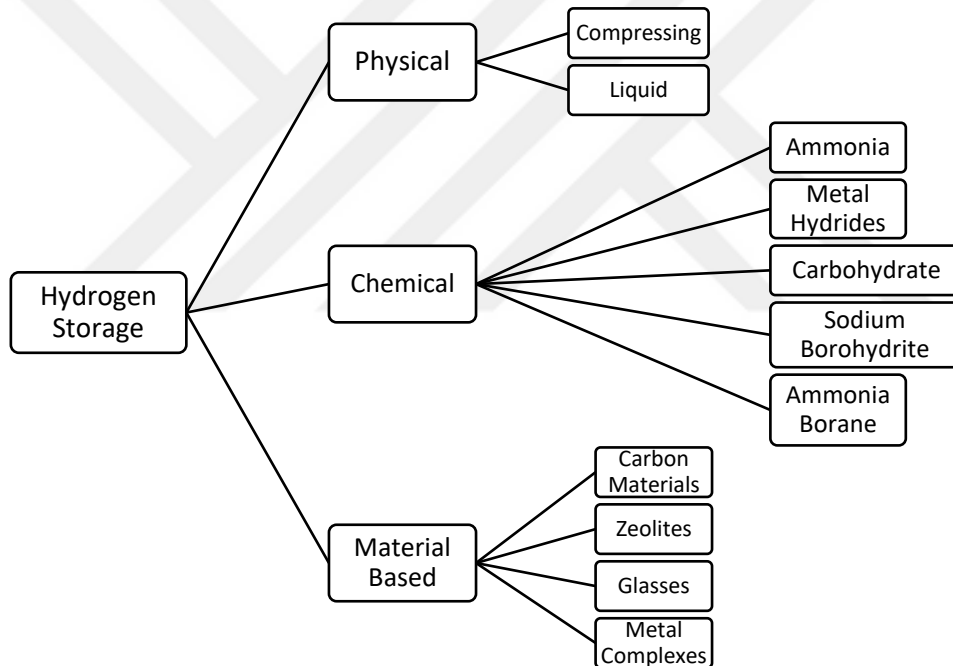 Hydrogen
Storage
Physical
Compressing
Liquid
Chemical
Ammonia
Metal
Hydrides
Carbohydrate
Sodium
Borohydrite
Ammonia
Borane
Material
Based
Carbon
Materials
Zeolites
Glasses
Metal
Complexes